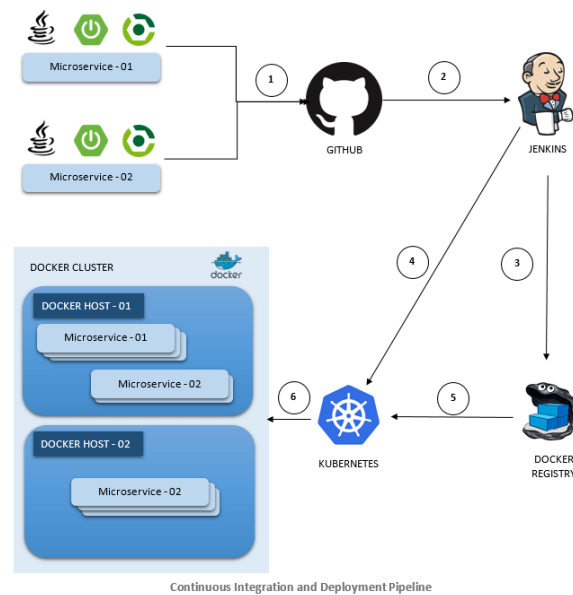 Microservice - 01
1
2
GITHUB
JENKINS
Microservice - 02
4
3
DOCKER CLUSTER
docker
DOCKER HOST - 01
Microservice - 01
Microservice - 02
6
5
KUBERNETES
DOCKER
REGISTRY
DOCKER HOST - 02
Microservice - 02
Continuous Integration and Deployment Pipeline